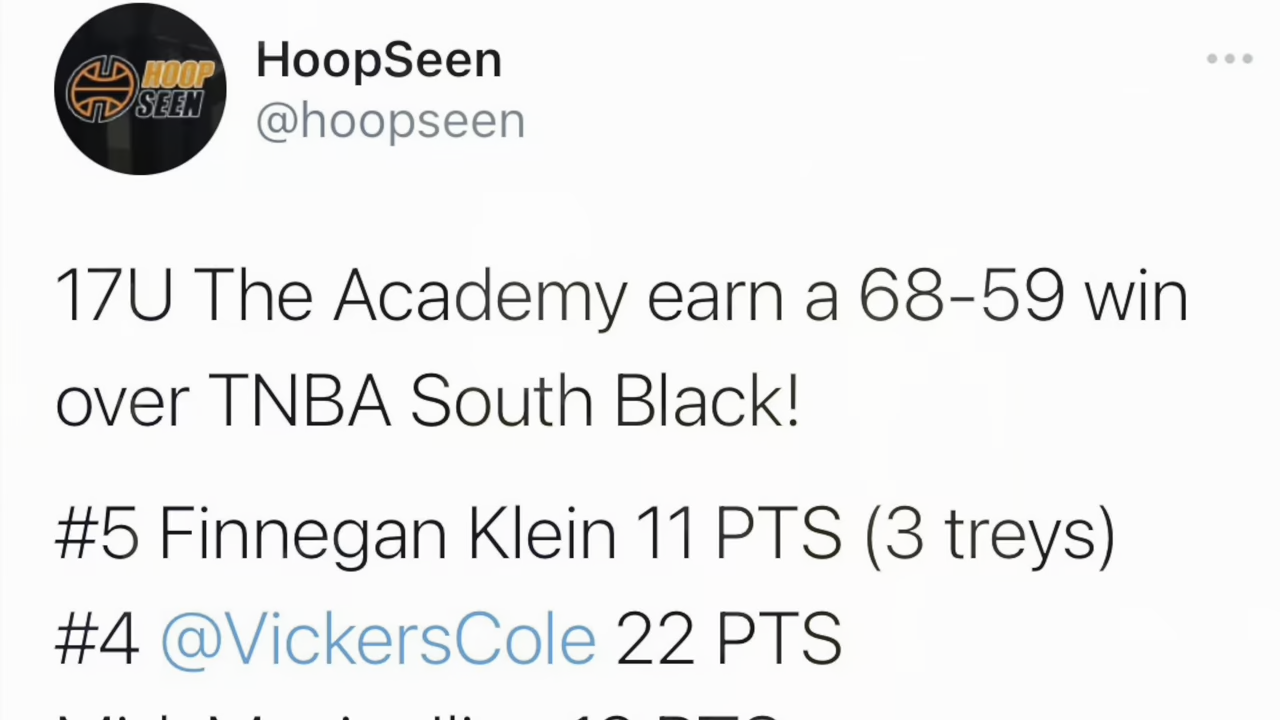 HOOP
SEEN
HoopSeen
@hoopseen
17U The Academy earn a 68-59 win
over TNBA South Black!
#5 Finnegan Klein 11 PTS (3 treys)
#4 @VickersCole 22 PTS